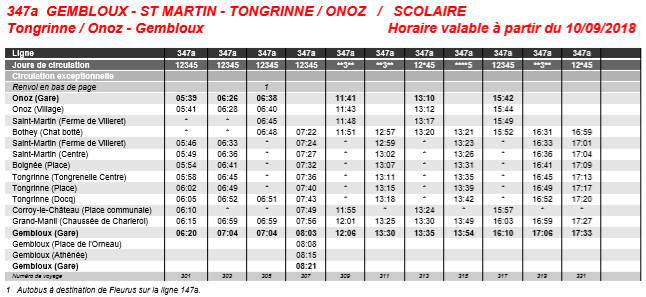 347a GEMBLOUX - ST MARTIN - TONGRINNE / ONOZ / SCOLAIRE
Tongrinne / Onoz - Gembloux Horaire valable à partir du 10/09/2018
Ligne 347a 347a 347a 347a 347a 347a 347a 347a 347a 347a 347a
Jours de circulation 12345 12345 12345 12345 **3** **3** 12*45 ****5 12345 **3** 12*45
Circulation exceptionnelle
Renvoi en bas de page 1
Onoz (Gare) 05:39 06:26 06:38 11:41 13:10 15:42
Onoz (Village) 05:41 06:28 06:40 11:43 13:12 15:44
Saint-Martin (Ferme de Villeret) ˆ ˆ 06:45 11:48 13:17 15:49
Bothey (Chat botté) ˆ ˆ 06:48 07:22 11:51 12:57 13:20 13:21 15:52 16:31 16:59
Saint-Martin (Ferme de Villeret) 05:46 06:33 ˆ 07:24 ˆ 12:59 ˆ 13:23 ˆ 16:33 17:01
Saint-Martin (Centre) 05:49 06:36 ˆ 07:27 ˆ 13:02 ˆ 13:26 ˆ 16:36 17:04
Boignée (Place) 05:54 06:41 ˆ 07:32 ˆ 13:07 ˆ 13:31 ˆ 16:41 17:09
Tongrinne (Tongrenelle Centre) 05:58 06:45 ˆ 07:36 ˆ 13:11 ˆ 13:35 ˆ 16:45 17:13
Tongrinne (Place) 06:02 06:49 ˆ 07:40 ˆ 13:15 ˆ 13:39 ˆ 16:49 17:17
Tongrinne (Docq) 06:05 06:52 06:51 07:43 ˆ 13:18 ˆ 13:42 ˆ 16:52 17:20
Corroy-le-Château (Place communale) 06:10 ˆ ˆ 07:49 11:55 ˆ 13:24 ˆ 15:57 ˆ ˆ
Grand-Manil (Chaussée de Charleroi) 06:15 06:59 06:59 07:56 12:01 13:25 13:30 13:49 16:03 16:59 17:27
Gembloux (Gare) 06:20 07:04 07:04 08:03 12:06 13:30 13:35 13:54 16:10 17:06 17:33
Gembloux (Place de l'Orneau) 08:08
Gembloux (Athénée) 08:15
Gembloux (Gare) 08:21
Numéro de voyage 301 303 305 307 309 311 313 315 317 319 321
1 Autobus à destination de Fleurus sur la ligne 147a.